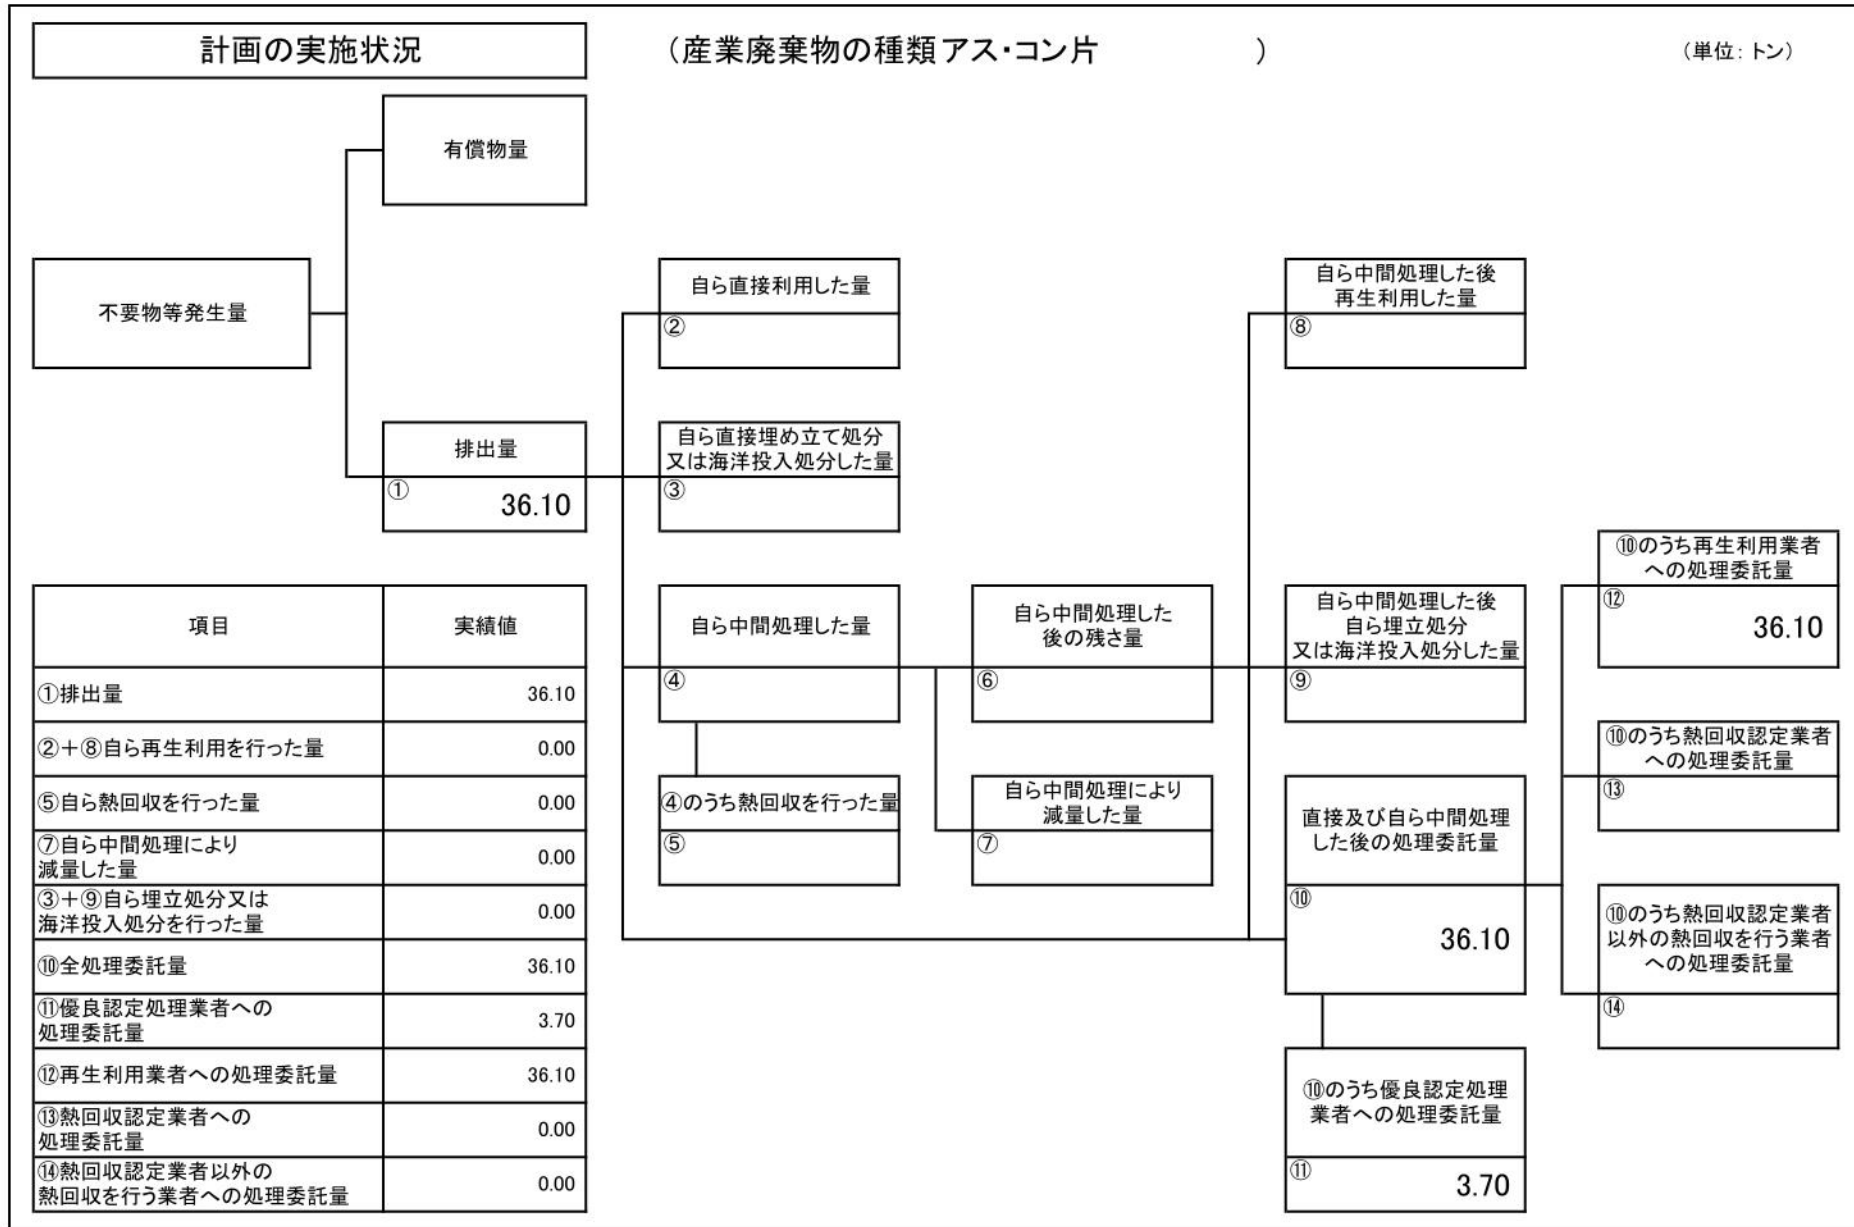 計画の実施状況
（産業廃棄物の種類アス・コン片　　　　　）
（単位：トン）
有償物量
不要物等発生量
自ら直接利用した量
②
自ら中間処理した後
再生利用した量
⑧
排出量
①
36.10
自ら直接埋め立て処分
又は海洋投入処分した量
③
⑩のうち再生利用業者
への処理委託量
⑫
36.10
自ら中間処理した量
④
自ら中間処理した
後の残さ量
⑥
自ら中間処理した後
自ら埋立処分
又は海洋投入処分した量
⑨
⑩のうち熱回収認定業者
への処理委託量
⑬
④のうち熱回収を行った量
⑤
自ら中間処理により
減量した量
⑦
直接及び自ら中間処理
した後の処理委託量
⑩
36.10
⑩のうち熱回収認定業者
以外の熱回収を行う業者
への処理委託量
⑭
⑩のうち優良認定処理
業者への処理委託量
⑪
3.70
項目 実績値
①排出量 36.10
②＋⑧自ら再生利用を行った量 0.00
⑤自ら熱回収を行った量 0.00
⑦自ら中間処理により
減量した量 0.00
③＋⑨自ら埋立処分又は
海洋投入処分を行った量 0.00
⑩全処理委託量 36.10
⑪優良認定処理業者への
処理委託量 3.70
⑫再生利用業者への処理委託量 36.10
⑬熱回収認定業者への
処理委託量 0.00
⑭熱回収認定業者以外の
熱回収を行う業者への処理委託量 0.00